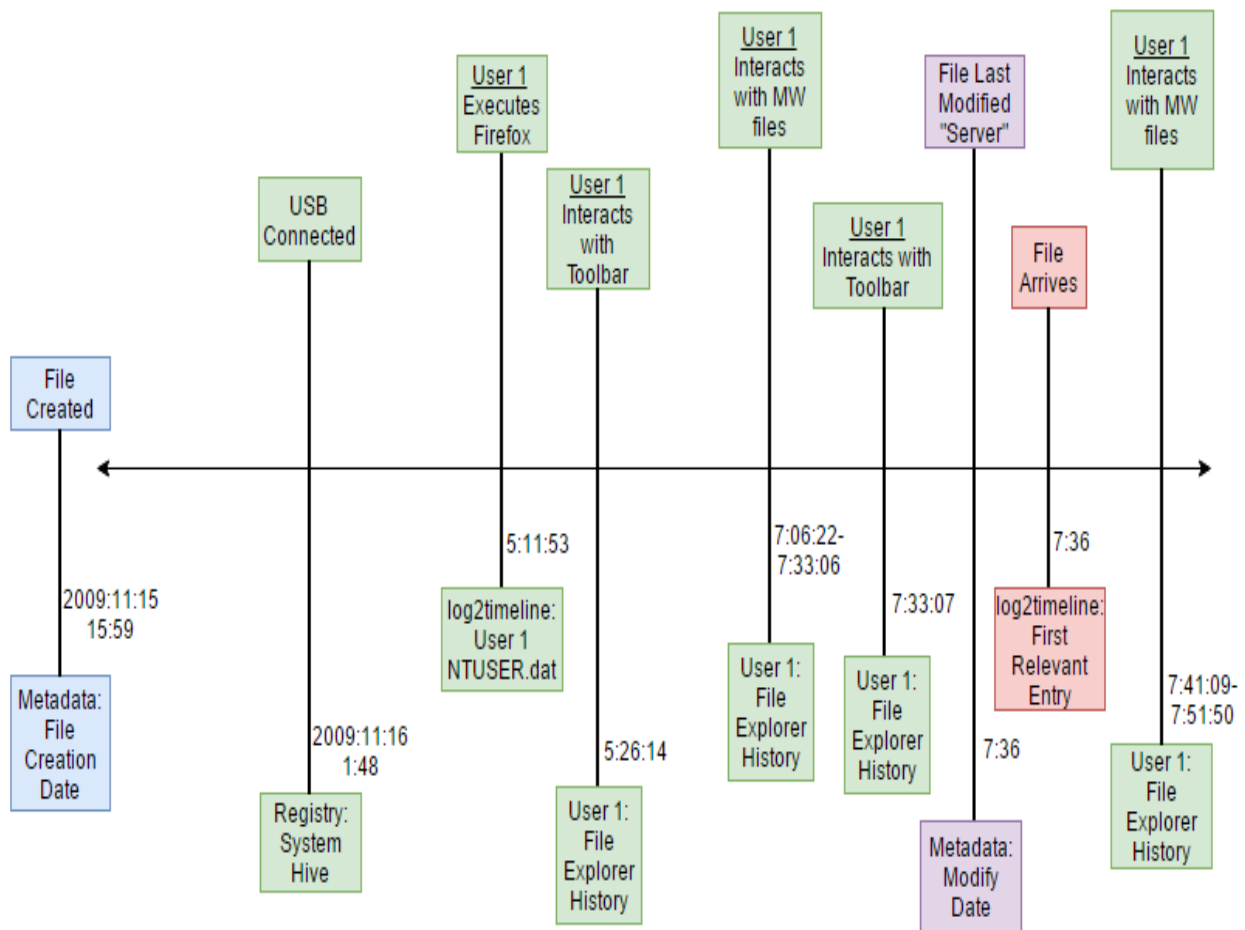 File
Created
2009:11:15
15:59
Metadata:
File
Creation
Date
USB
Connected
2009:11:16
1:48
Registry:
System
Hive
User 1
Executes
Firefox
5:11:53
log2timeline:
User 1
NTUSER.dat
User 1
Interacts
with
Toolbar
5:26:14
User 1:
File
Explorer
History
User 1
Interacts
with MW
files
7:06:22-
7:33:06
User 1:
File
Explorer
History
User 1
Interacts with
Toolbar
7:33:07
User 1:
File
Explorer
History
File Last
Modified
"Server"
7:36
Metadata:
Modify
Date
File
Arrives
7:36
log2timeline:
First
Relevant
Entry
User 1
Interacts
with MW
files
7:41:09-
7:51:50
User 1:
File
Explorer
History